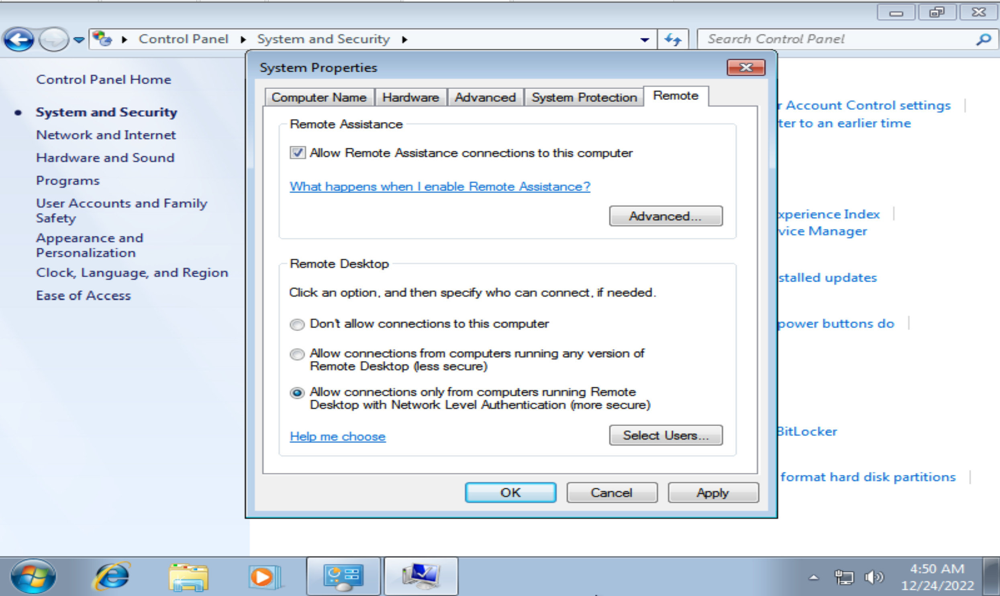 Control Panel
System and Security
Search Control Panel
Control Panel Home
System and Security
Network and Internet
Hardware and Sound
Programs
User Accounts and Family
Safety
Appearance and
Personalization
Clock, Language, and Region
Ease of Access
System Properties
Computer Name
Hardware
Advanced
System Protection
Remote
Remote Assistance
Allow Remote Assistance connections to this computer
What happens when I enable Remote Assistance?
Advanced...
Remote Desktop
Click an option, and then specify who can connect, if needed.
Don't allow connections to this computer
Allow connections from computers running any version of
Remote Desktop (less secure)
Allow connections only from computers running Remote
Desktop with Network Level Authentication (more secure)
Help me choose
Select Users...
OK
Cancel
Apply
r Account Control settings
ter to an earlier time
xperience Index
vice Manager
stalled updates
power buttons do
BitLocker
format hard disk partitions
4:50 AM
12/24/2022